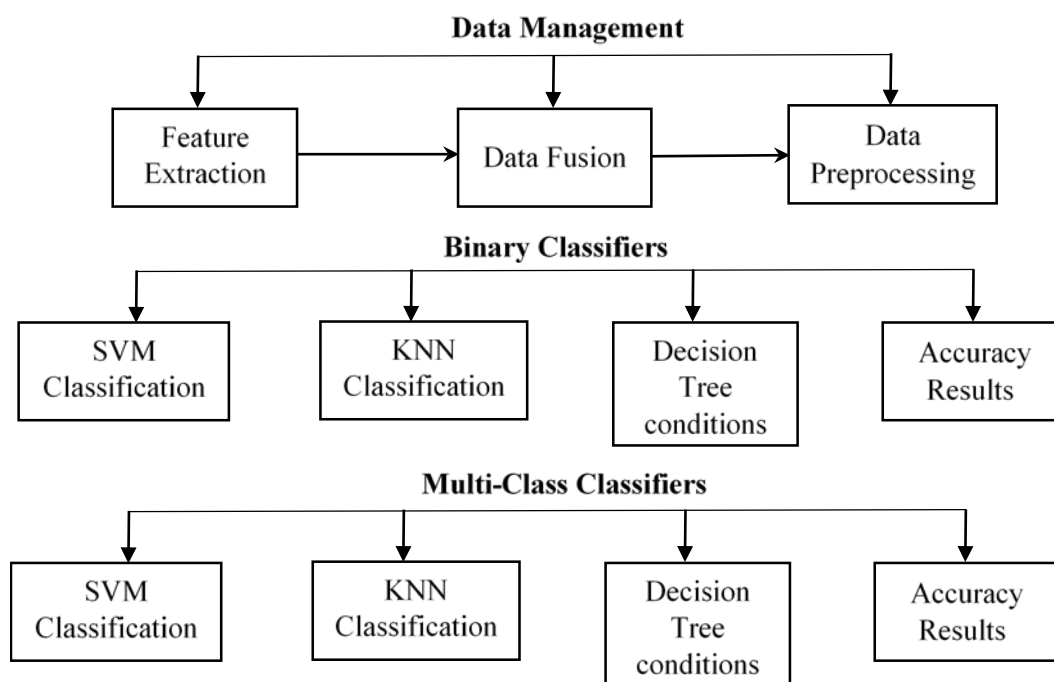 Data Management
Feature
Extraction
Data Fusion
Data
Preprocessing
Binary Classifiers
SVM
Classification
KNN
Classification
Decision
Tree
conditions
Accuracy
Results
Multi-Class Classifiers
SVM
Classification
KNN
Classification
Decision
Tree
conditions
Accuracy
Results